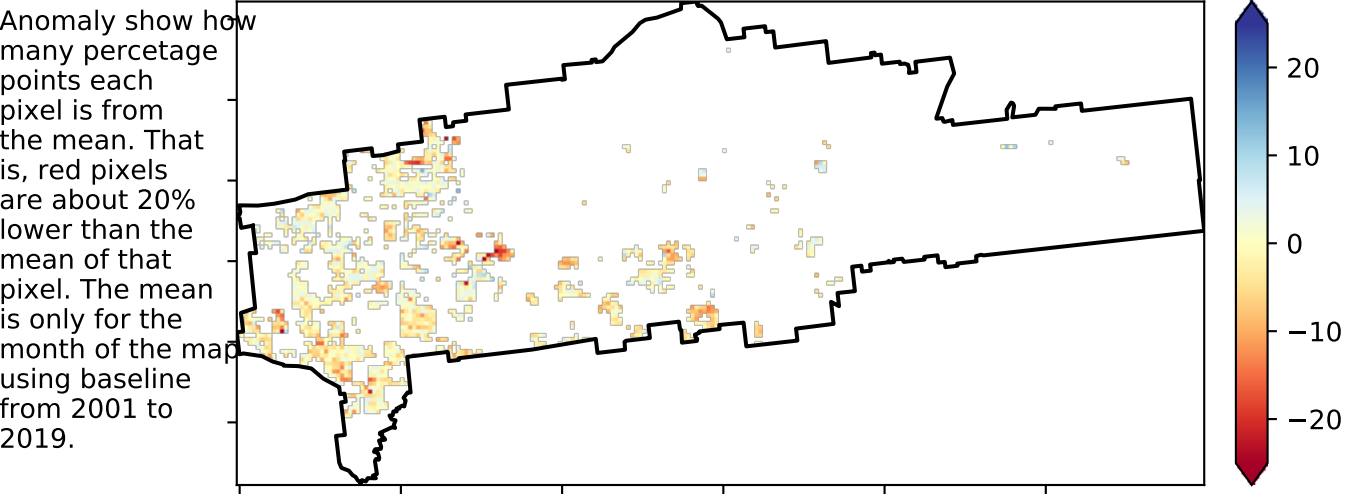 Anomaly show how
many percetage
points each
pixel is from
the mean. That
is, red pixels
are about 20%
lower than the
mean of that
pixel. The mean
is only for the
month of the map
using baseline
from 2001 to
2019.
20
10
0
−10
−20